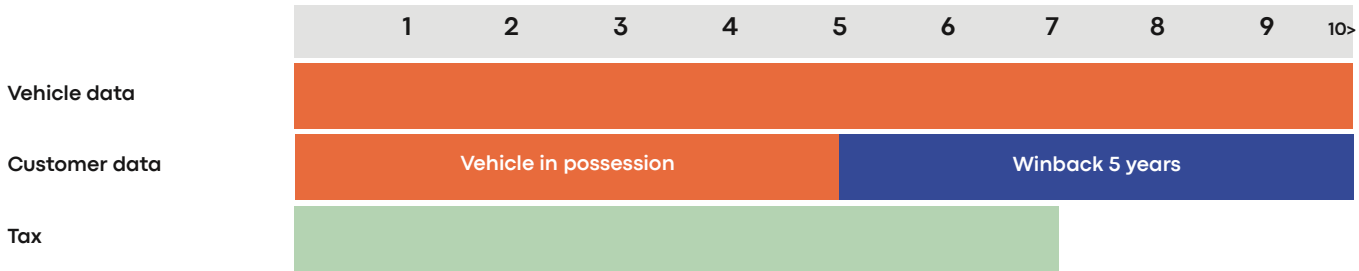 1 2 3 4 5 6 7 8 9 10>
Vehicle data
Customer data Vehicle in possession Winback 5 years
Tax